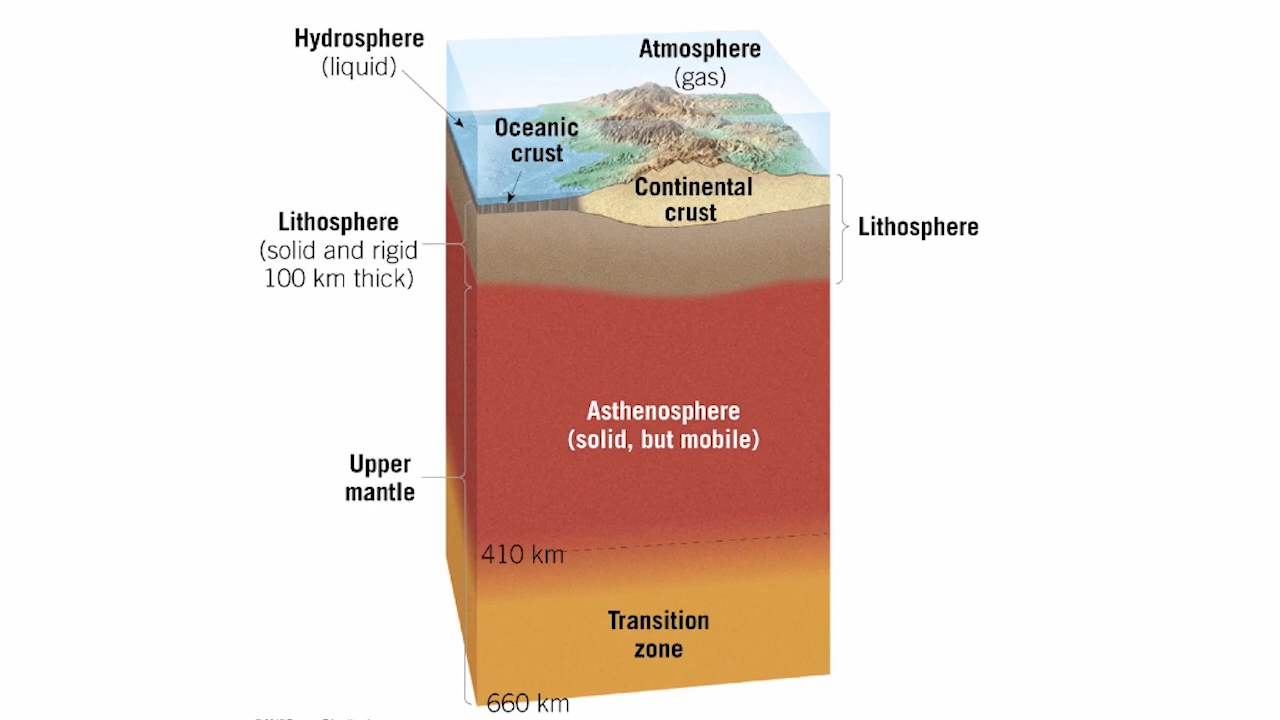 Hydrosphere
(liquid)
Atmosphere
(gas)
Oceanic
crust
Continental
crust
Lithosphere
(solid and rigid
100 km thick)
Lithosphere
Asthenosphere
(solid, but mobile)
Upper
mantle
410 km
Transition
zone
660 km